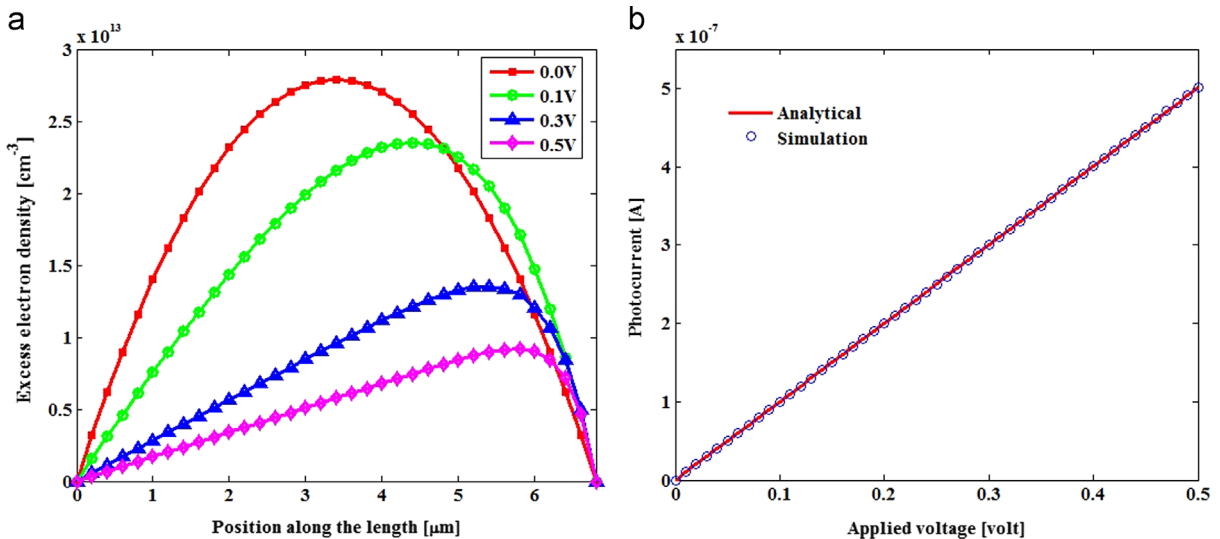 a
x 10¹³
3
2.5
2
1.5
1
0.5
0
0 1 2 3 4 5 6
Excess electron density [cm⁻³]
Position along the length [μm]
0.0V
0.1V
0.3V
0.5V
b
x 10⁻⁷
5
4
3
2
1
0
0 0.1 0.2 0.3 0.4 0.5
Photocurrent [A]
Applied voltage [volt]
Analytical
Simulation